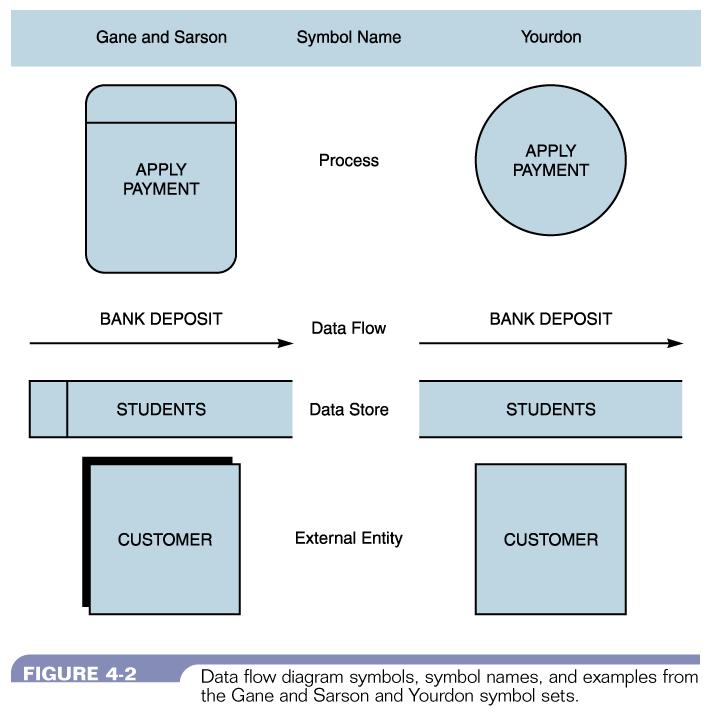 Gane and Sarson Symbol Name Yourdon
APPLY
PAYMENT
Process
APPLY
PAYMENT
BANK DEPOSIT
Data Flow
BANK DEPOSIT
STUDENTS
Data Store
STUDENTS
CUSTOMER
External Entity
CUSTOMER
FIGURE 4-2
Data flow diagram symbols, symbol names, and examples from
the Gane and Sarson and Yourdon symbol sets.